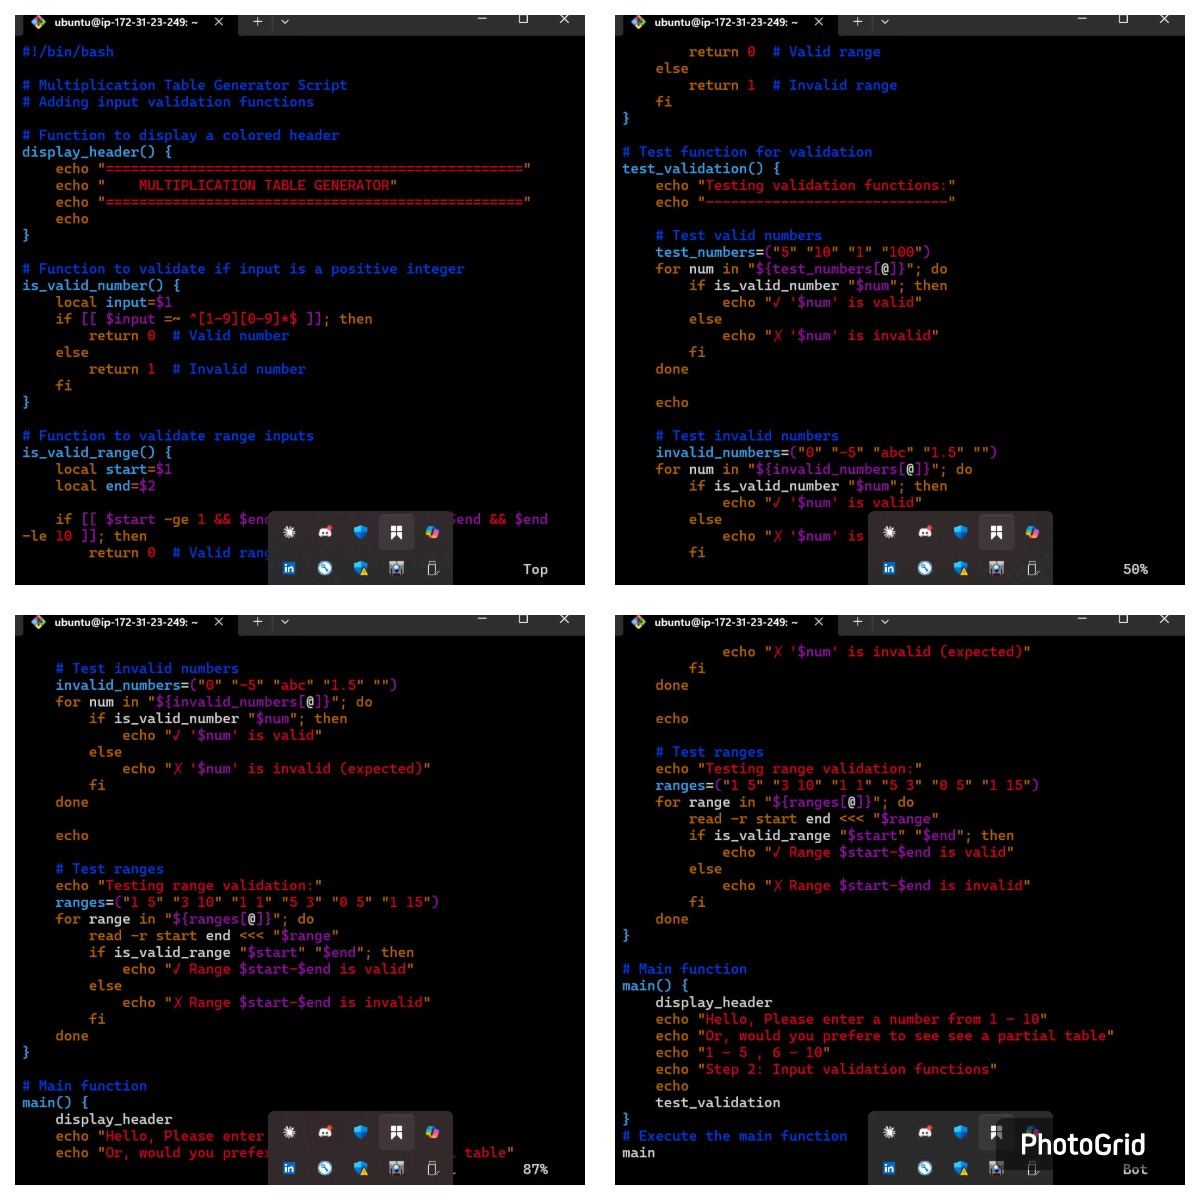 ubuntu@ip-172-31-23-249: ~
#!/bin/bash
# Multiplication Table Generator Script
# Adding input validation functions
# Function to display a colored header
display_header() {
    echo "=================================================="
    echo "    MULTIPLICATION TABLE GENERATOR"
    echo "=================================================="
    echo
}
# Function to validate if input is a positive integer
is_valid_number() {
    local input=$1
    if [[ $input =~ ^[1-9][0-9]*$ ]]; then
        return 0  # Valid number
    else
        return 1  # Invalid number
    fi
}
# Function to validate range inputs
is_valid_range() {
    local start=$1
    local end=$2
    if [[ $start -ge 1 && $end && $end
-le 10 ]]; then
        return 0  # Valid
Top
ubuntu@ip-172-31-23-249: ~
        return 0  # Valid range
    else
        return 1  # Invalid range
    fi
}
# Test function for validation
test_validation() {
    echo "Testing validation functions:"
    echo "-----------------------------"
    # Test valid numbers
    test_numbers=("5" "10" "1" "100")
    for num in "${test_numbers[@]}"; do
        if is_valid_number "$num"; then
            echo "✓ '$num' is valid"
        else
            echo "✗ '$num' is invalid"
        fi
    done
    echo
    # Test invalid numbers
    invalid_numbers=("0" "-5" "abc" "1.5" "")
    for num in "${invalid_numbers[@]}"; do
        if is_valid_number "$num"; then
            echo "✓ '$num' is valid"
        else
            echo "✗ '$num' is
        fi
50%
ubuntu@ip-172-31-23-249: ~
    # Test invalid numbers
    invalid_numbers=("0" "-5" "abc" "1.5" "")
    for num in "${invalid_numbers[@]}"; do
        if is_valid_number "$num"; then
            echo "✓ '$num' is valid"
        else
            echo "✗ '$num' is invalid (expected)"
        fi
    done
    echo
    # Test ranges
    echo "Testing range validation:"
    ranges=("1 5" "3 10" "1 1" "5 3" "0 5" "1 15")
    for range in "${ranges[@]}"; do
        read -r start end <<< "$range"
        if is_valid_range "$start" "$end"; then
            echo "✓ Range $start-$end is valid"
        else
            echo "✗ Range $start-$end is invalid"
        fi
    done
}
# Main function
main() {
    display_header
    echo "Hello, Please enter
    echo "Or, would you table"
87%
ubuntu@ip-172-31-23-249: ~
            echo "✗ '$num' is invalid (expected)"
        fi
    done
    echo
    # Test ranges
    echo "Testing range validation:"
    ranges=("1 5" "3 10" "1 1" "5 3" "0 5" "1 15")
    for range in "${ranges[@]}"; do
        read -r start end <<< "$range"
        if is_valid_range "$start" "$end"; then
            echo "✓ Range $start-$end is valid"
        else
            echo "✗ Range $start-$end is invalid"
        fi
    done
}
# Main function
main() {
    display_header
    echo "Hello, Please enter a number from 1 - 10"
    echo "Or, would you prefere to see see a partial table"
    echo "1 - 5 , 6 - 10"
    echo "Step 2: Input validation functions"
    echo
    test_validation
}
# Execute the main function
main
PhotoGrid
Bot